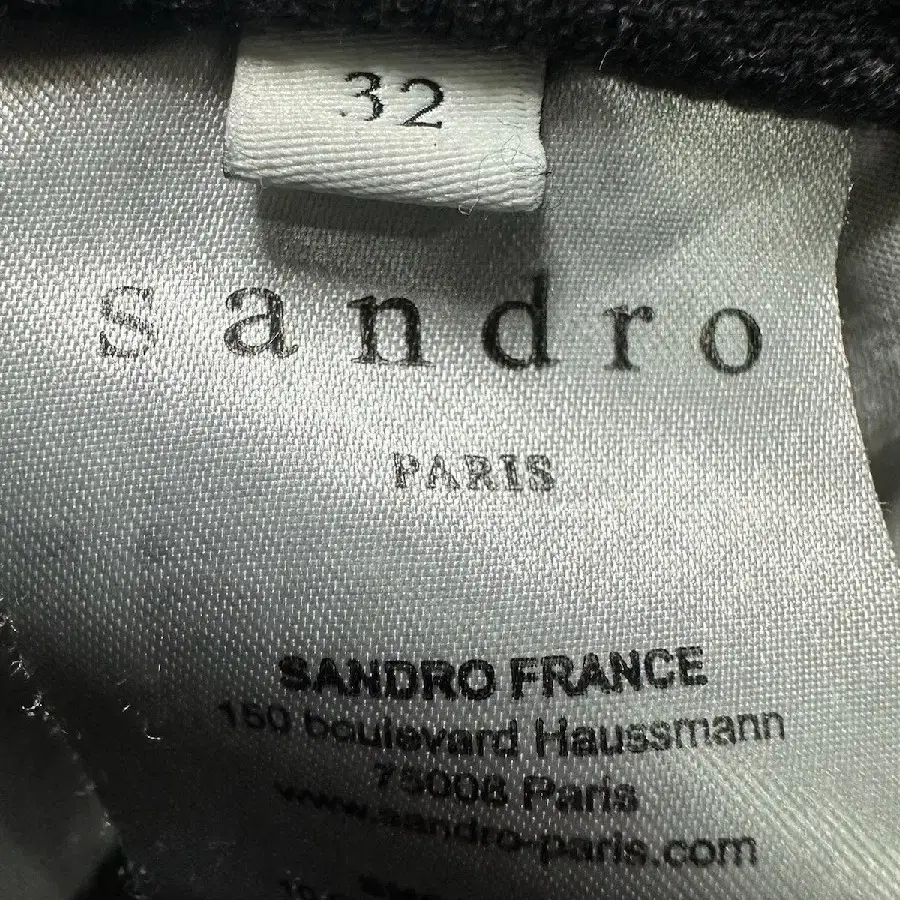 32
sandro
PARIS
SANDRO FRANCE
150 boulevard Haussmann
75008 Paris
www.sandro-paris.com